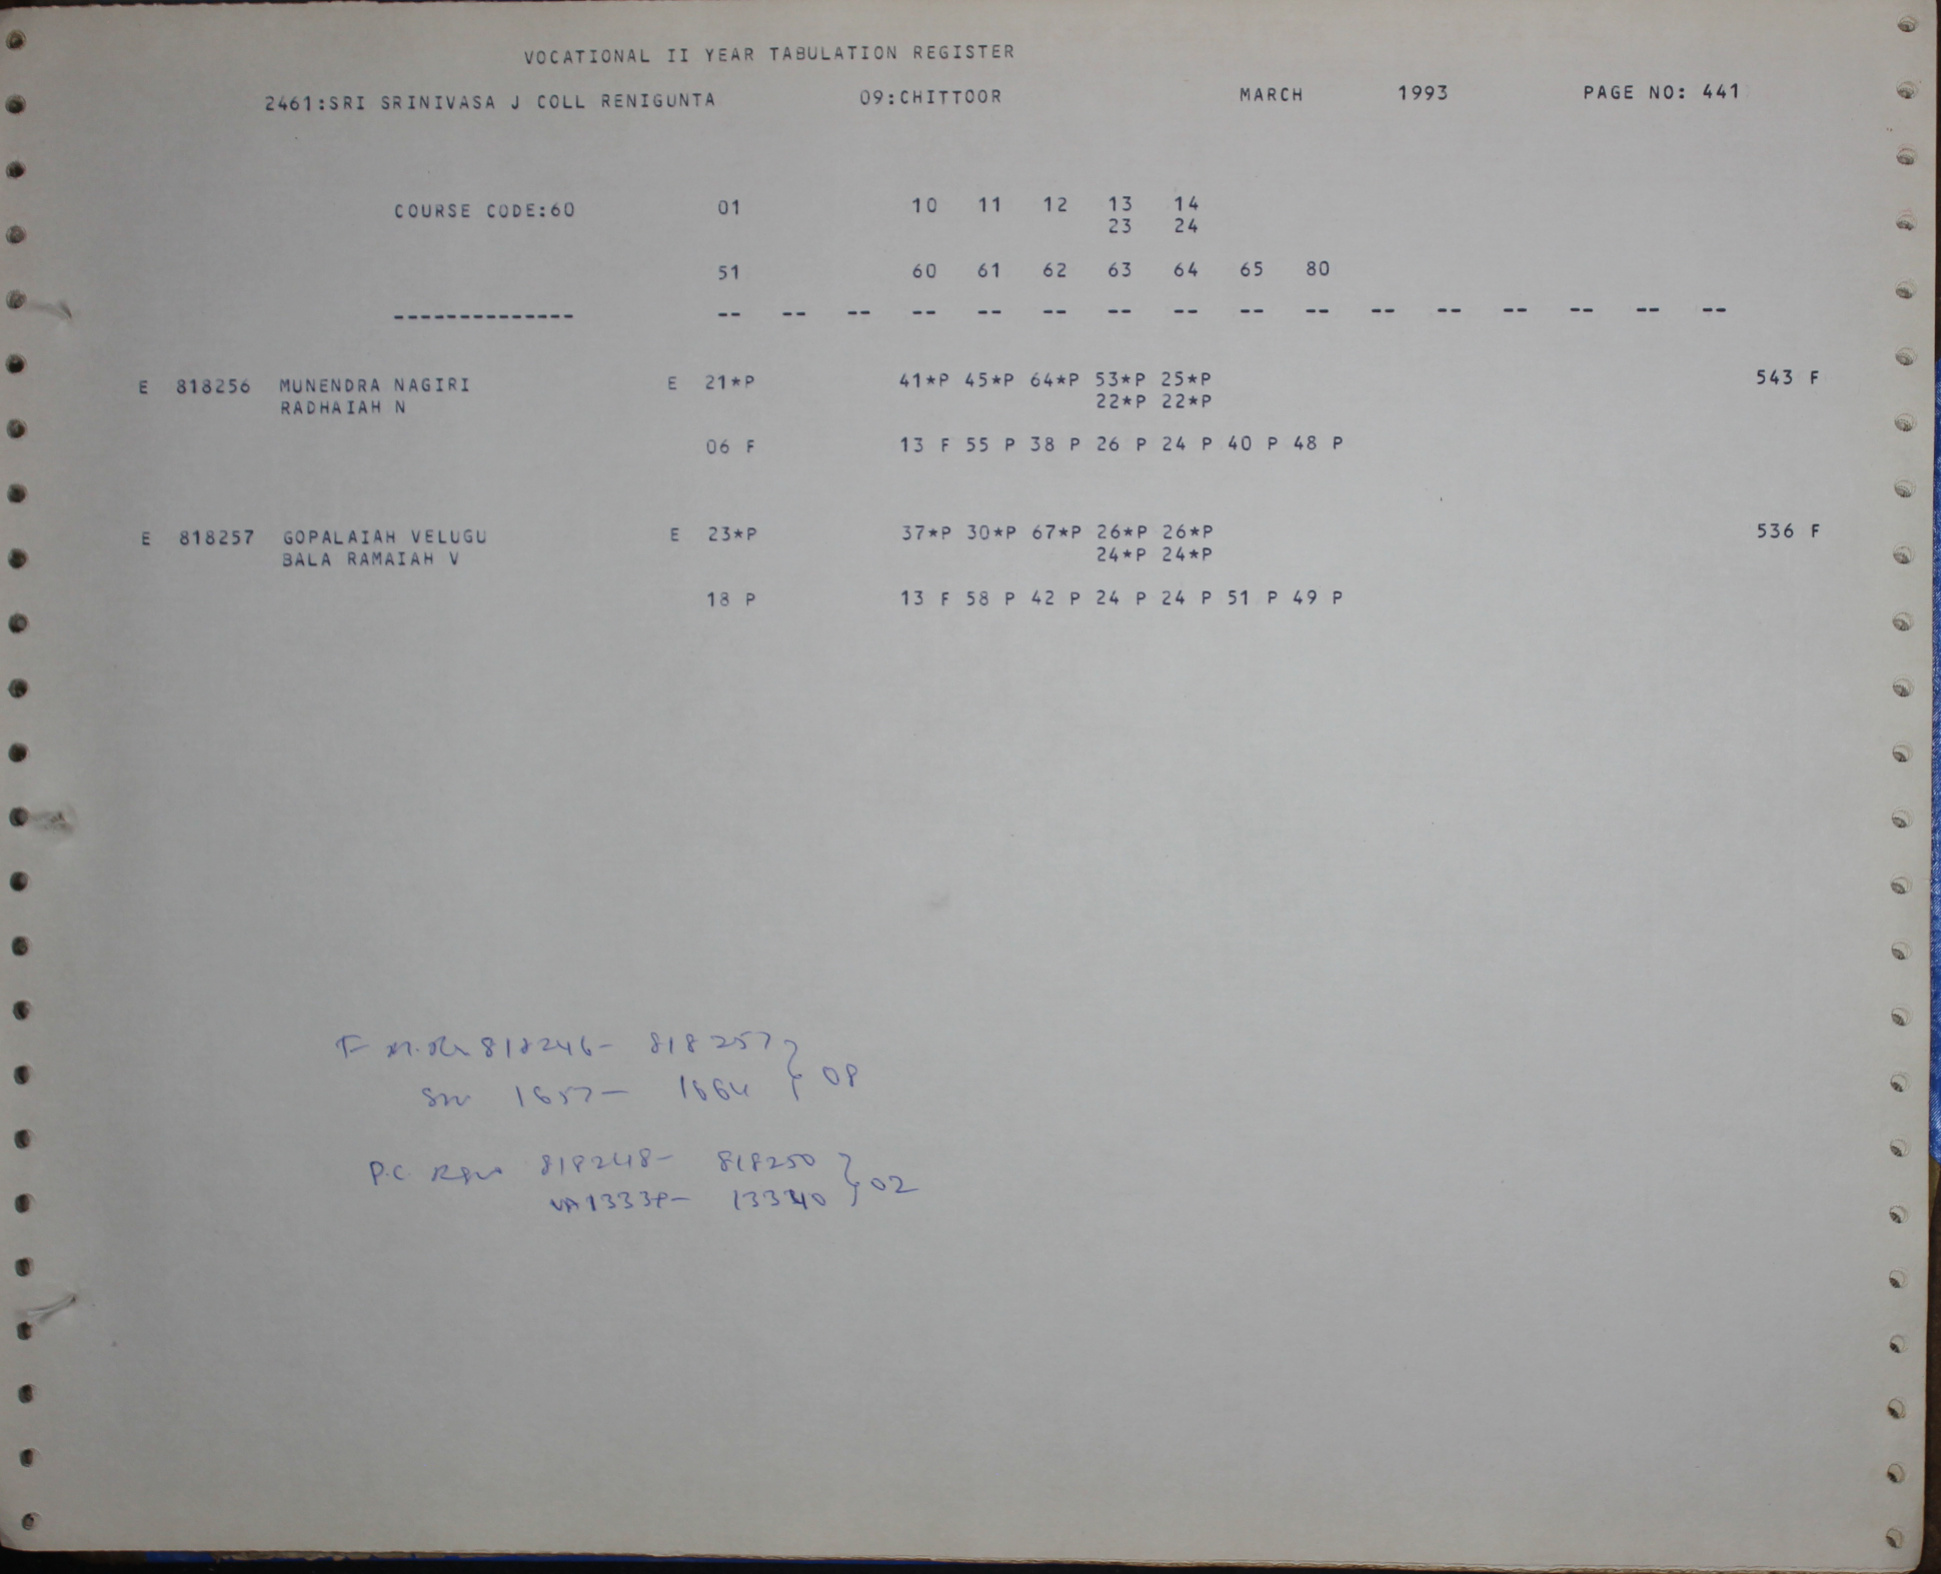 VOCATIONAL II YEAR TABULATION REGISTER
2461:SRI SRINIVASA J COLL RENIGUNTA 09:CHITTOOR MARCH 1993 PAGE NO: 441
COURSE CODE:60 01 10 11 12 13 14
23 24
51 60 61 62 63 64 65 80
-------------- -- -- -- -- -- -- -- -- -- -- -- -- -- -- -- --
E 818256 MUNENDRA NAGIRI E 21*P 41*P 45*P 64*P 53*P 25*P 543 F
RADHAIAH N 22*P 22*P
06 F 13 F 55 P 38 P 26 P 24 P 40 P 48 P
E 818257 GOPALAIAH VELUGU E 23*P 37*P 30*P 67*P 26*P 26*P 536 F
BALA RAMAIAH V 24*P 24*P
18 P 13 F 58 P 42 P 24 P 24 P 51 P 49 P
F 818246- 818257 } 08
1657- 1664
P.C. 818248- 818250 } 02
13340